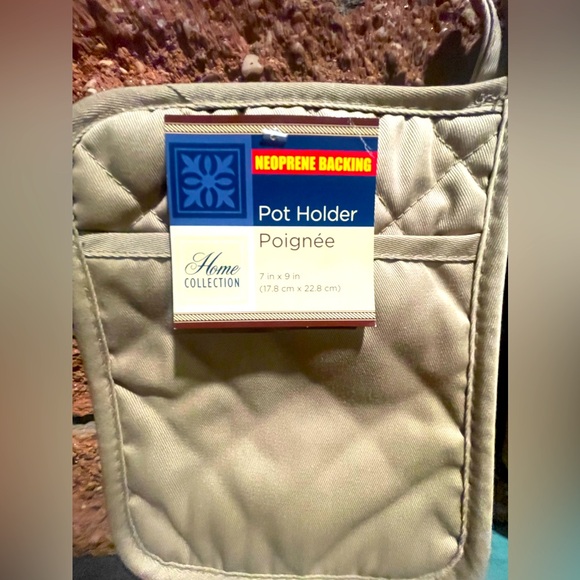 NEOPRENE BACKING
Pot Holder
Poignée
7 in x 9 in
(17.8 cm x 22.8 cm)
Home
COLLECTION